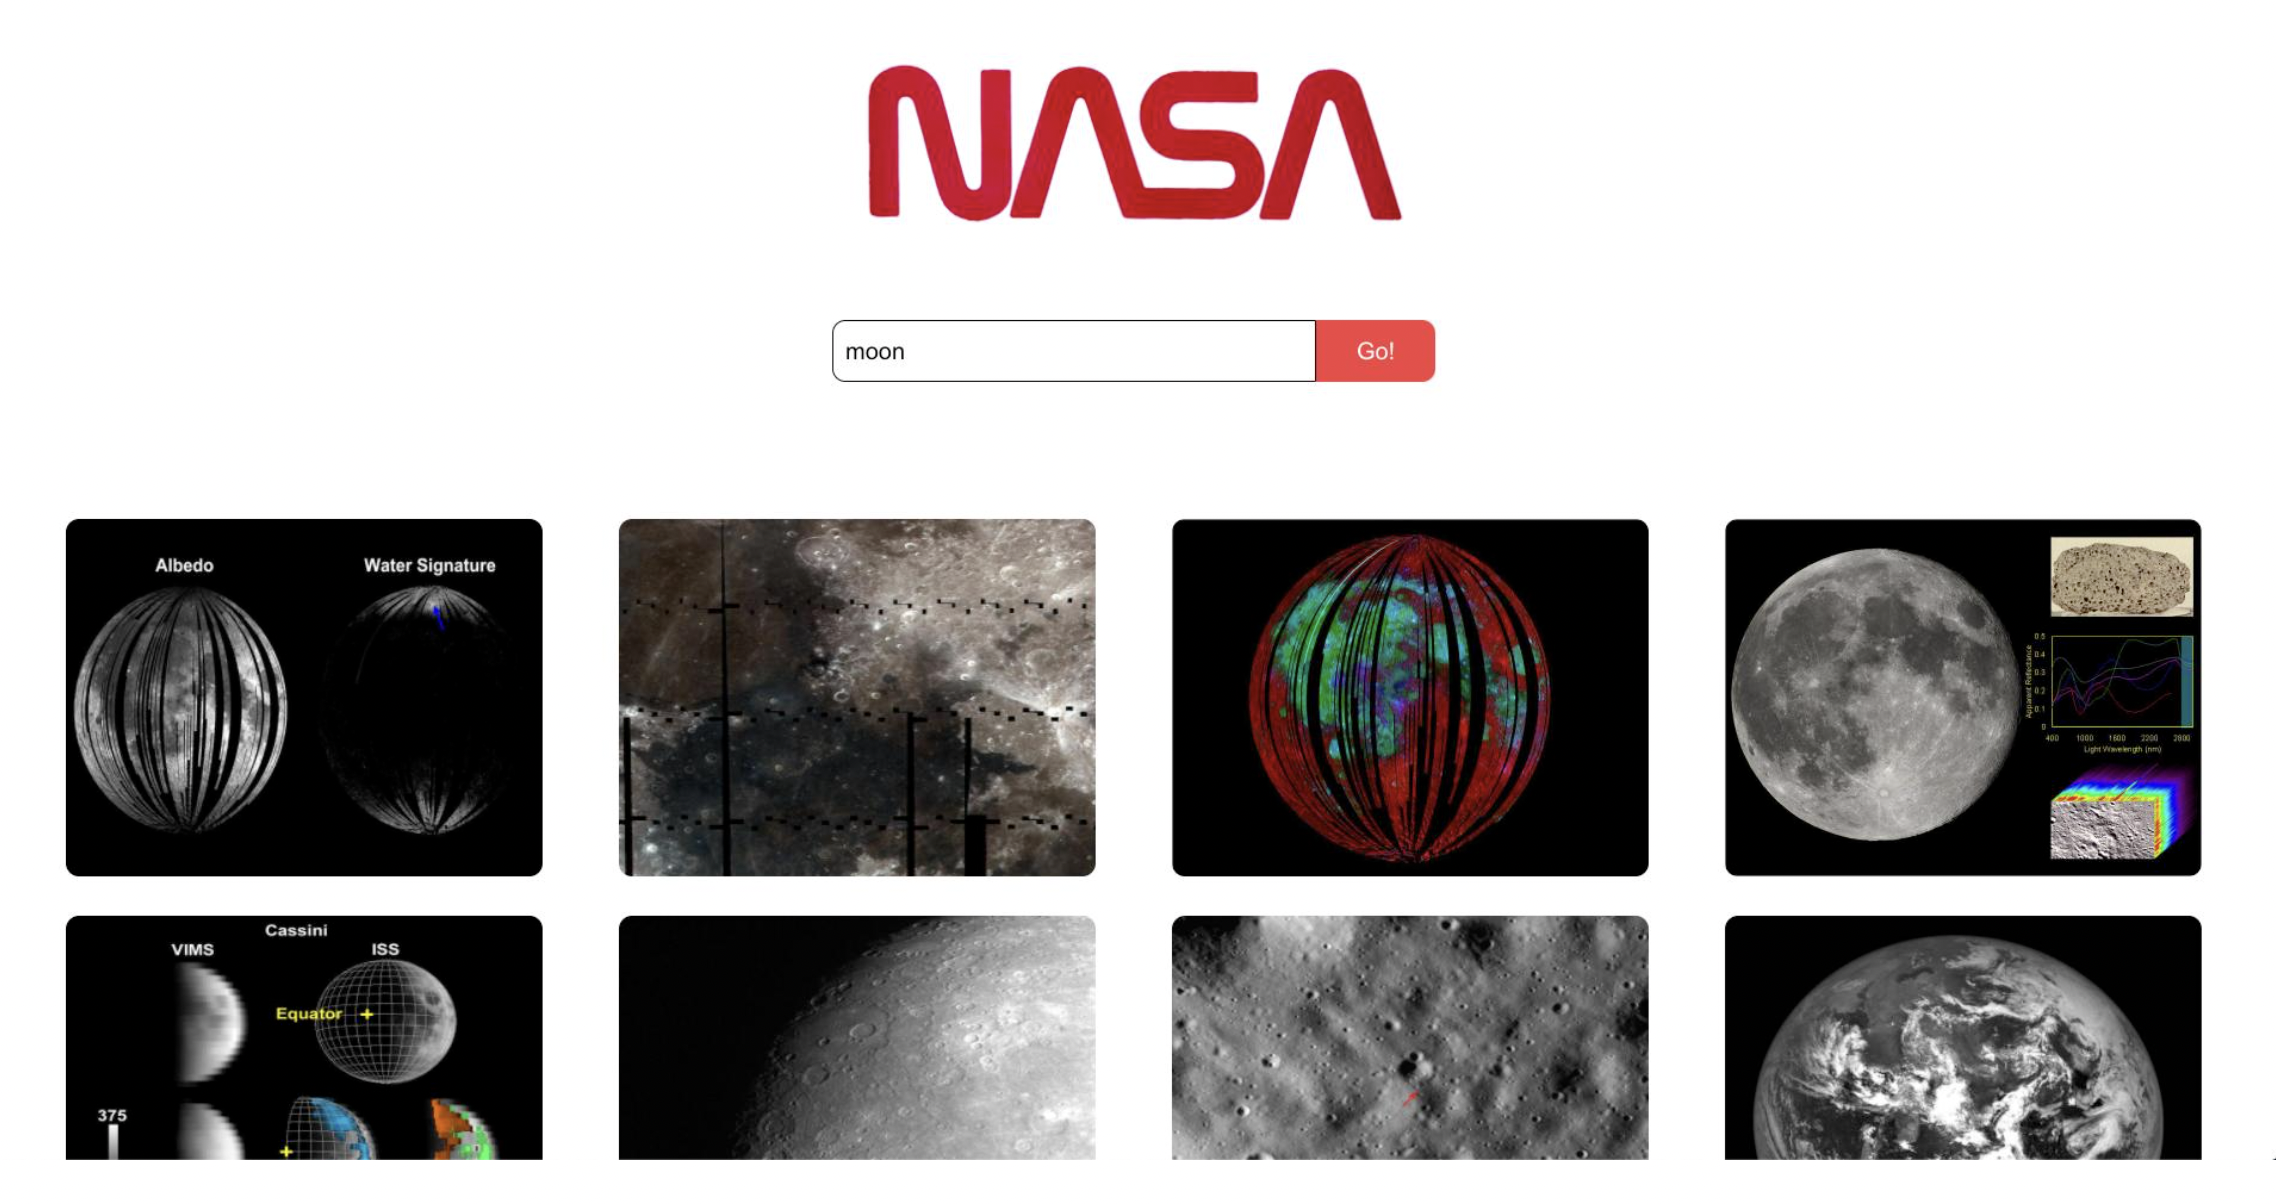 NASA
moon
Go!
Albedo
Water Signature
0.5
0.4
0.3
0.2
0.1
0
Apparent Reflectance
400 1000 1600 2200 2800
Light Wavelength (nm)
Cassini
VIMS
ISS
Equator
375